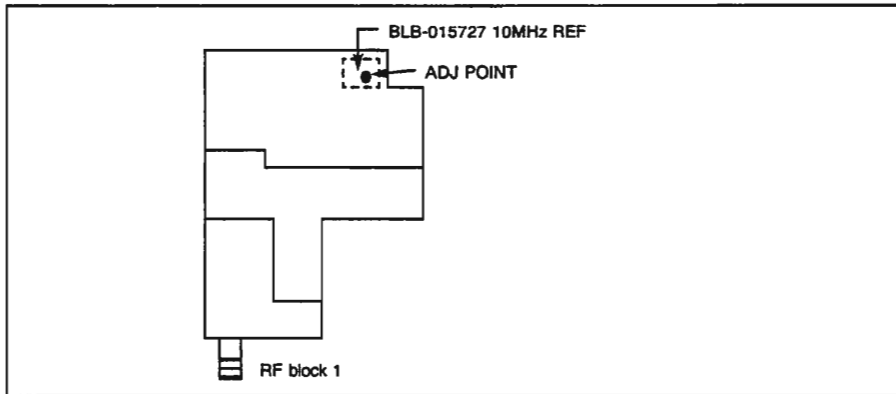 BLB-015727 10MHz REF
ADJ POINT
RF block 1